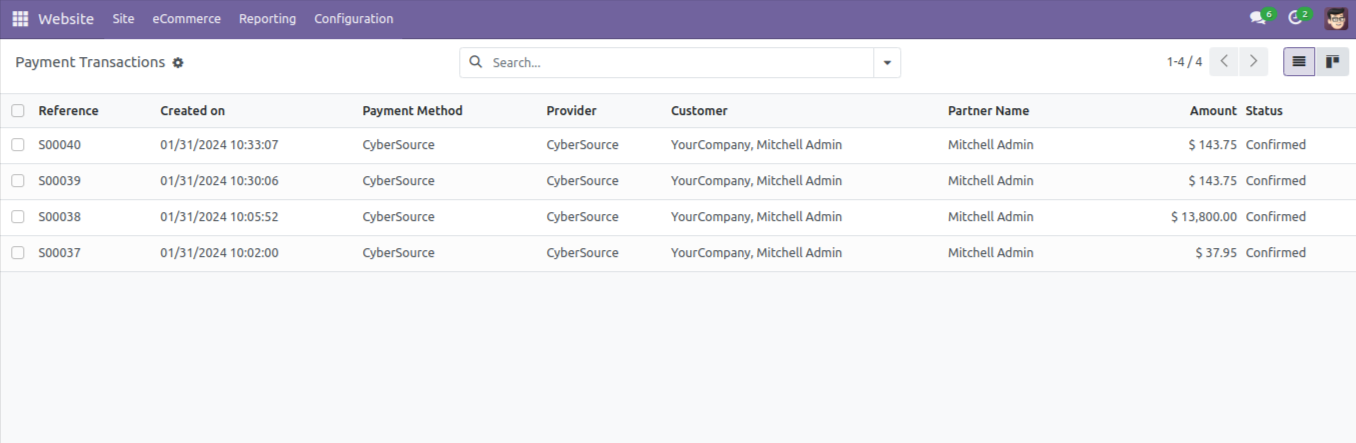 Website Site eCommerce Reporting Configuration 6 2
Payment Transactions Search... 1-4 / 4
Reference Created on Payment Method Provider Customer Partner Name Amount Status
S00040 01/31/2024 10:33:07 CyberSource CyberSource YourCompany, Mitchell Admin Mitchell Admin $ 143.75 Confirmed
S00039 01/31/2024 10:30:06 CyberSource CyberSource YourCompany, Mitchell Admin Mitchell Admin $ 143.75 Confirmed
S00038 01/31/2024 10:05:52 CyberSource CyberSource YourCompany, Mitchell Admin Mitchell Admin $ 13,800.00 Confirmed
S00037 01/31/2024 10:02:00 CyberSource CyberSource YourCompany, Mitchell Admin Mitchell Admin $ 37.95 Confirmed